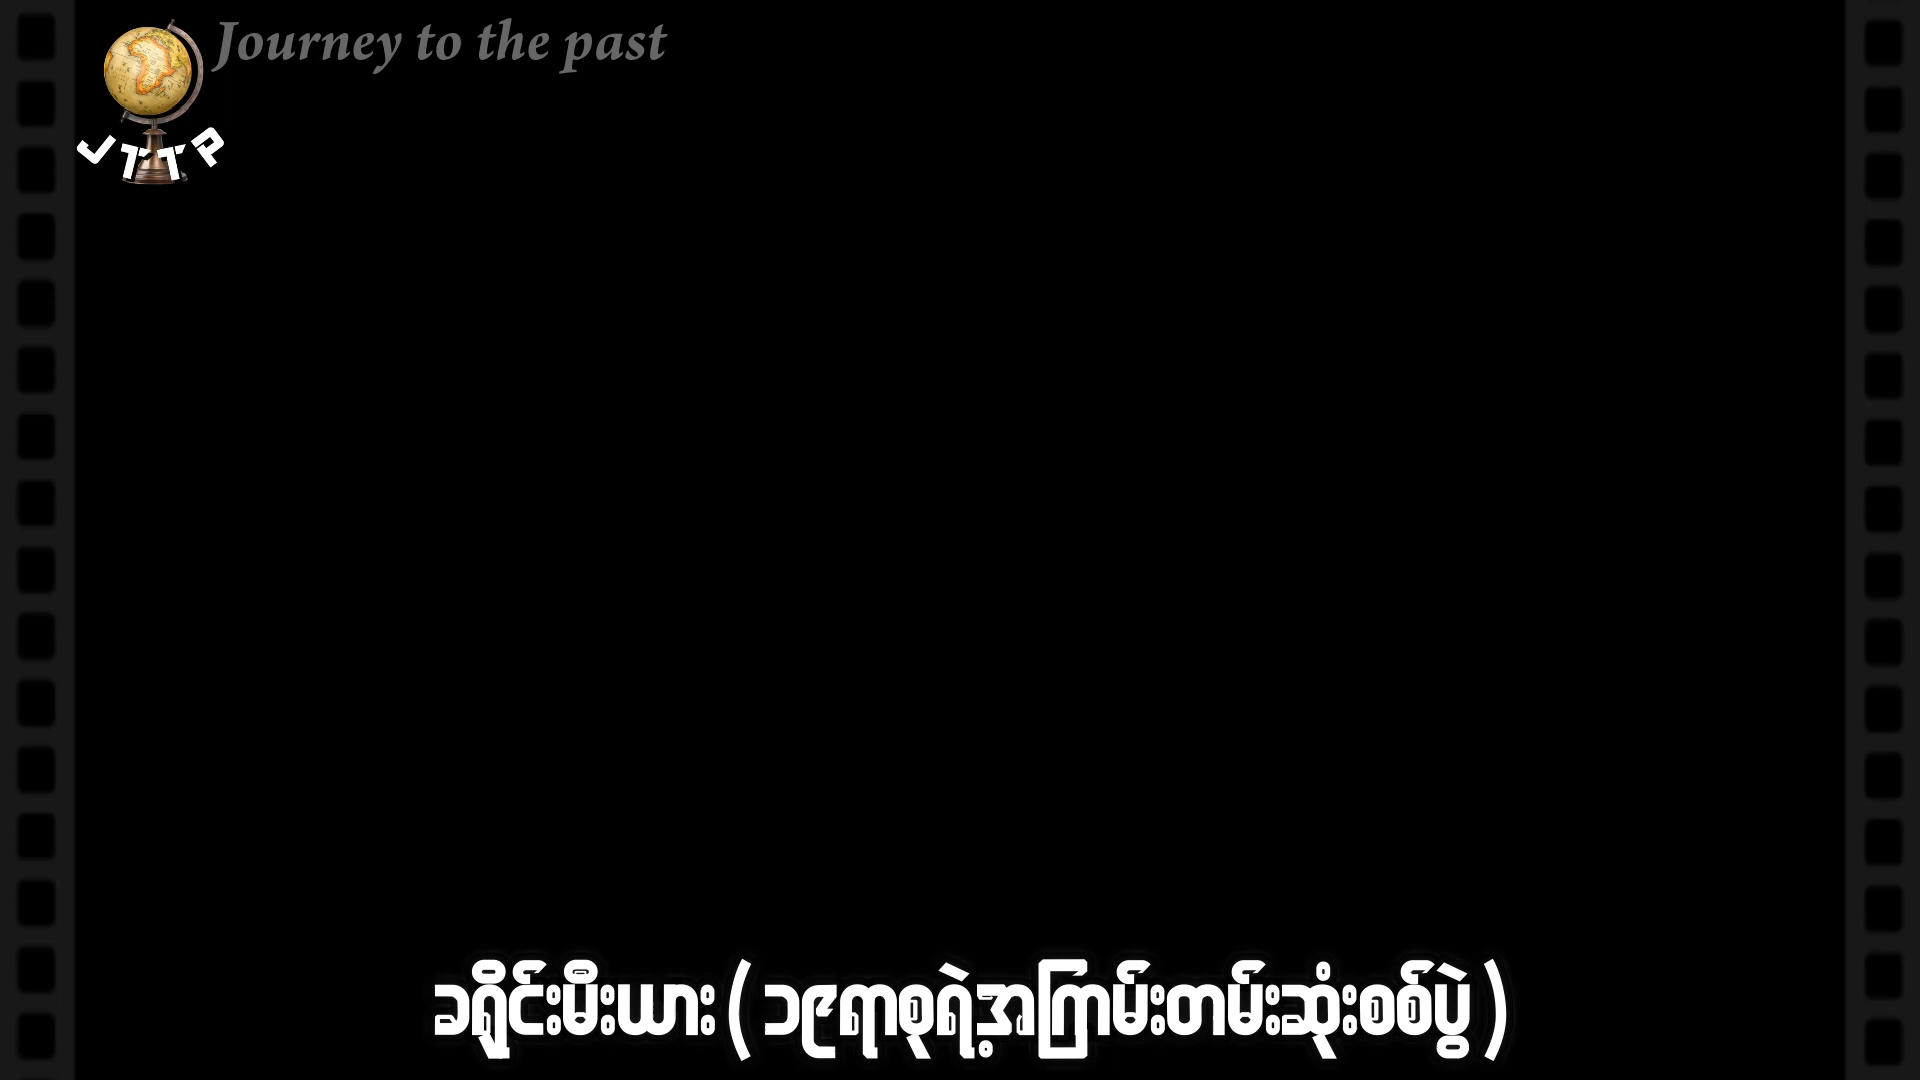 Journey to the past
JTTP
ခရိုင်းမီးယား ( ၁၉ရာစုရဲ့အကြမ်းတမ်းဆုံးစစ်ပွဲ )